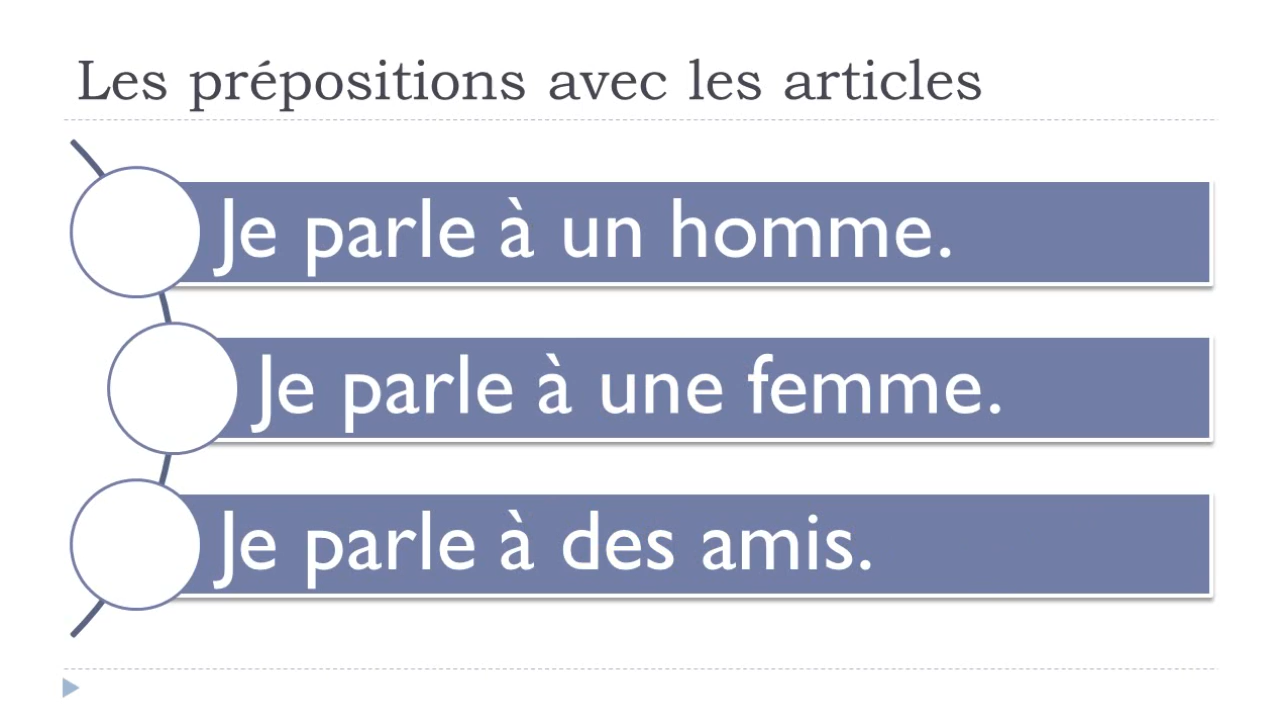 Les prépositions avec les articles
Je parle à un homme.
Je parle à une femme.
Je parle à des amis.